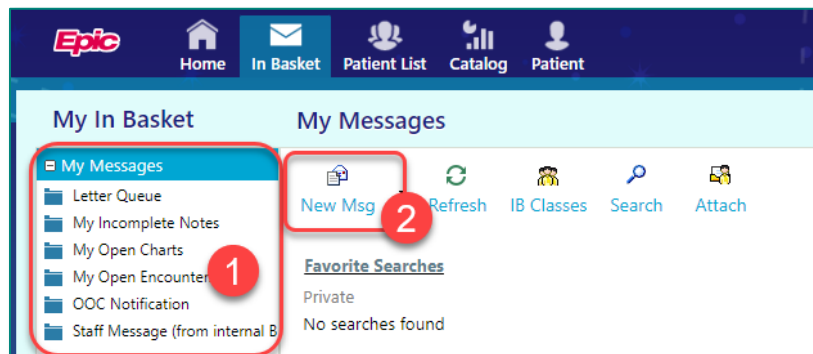 Epic
Home In Basket Patient List Catalog Patient
My In Basket
My Messages
My Messages
Letter Queue
My Incomplete Notes
My Open Charts
My Open Encounter
OOC Notification
Staff Message (from internal B
1
New Msg Refresh IB Classes Search Attach
2
Favorite Searches
Private
No searches found